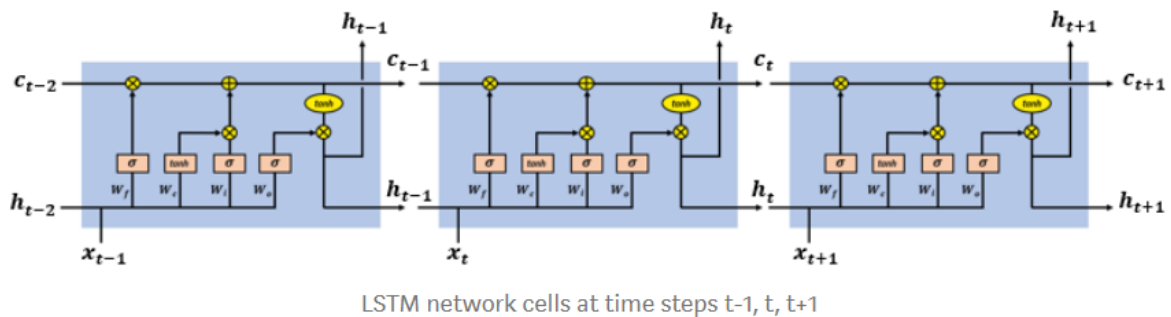 h_{t-1} h_t h_{t+1}
c_{t-2} c_{t-1} c_t c_{t+1}
tanh tanh tanh
σ tanh σ σ σ tanh σ σ σ tanh σ σ
W_f W_c W_i W_o W_f W_c W_i W_o W_f W_c W_i W_o
h_{t-2} h_{t-1} h_t h_{t+1}
x_{t-1} x_t x_{t+1}
LSTM network cells at time steps t-1, t, t+1